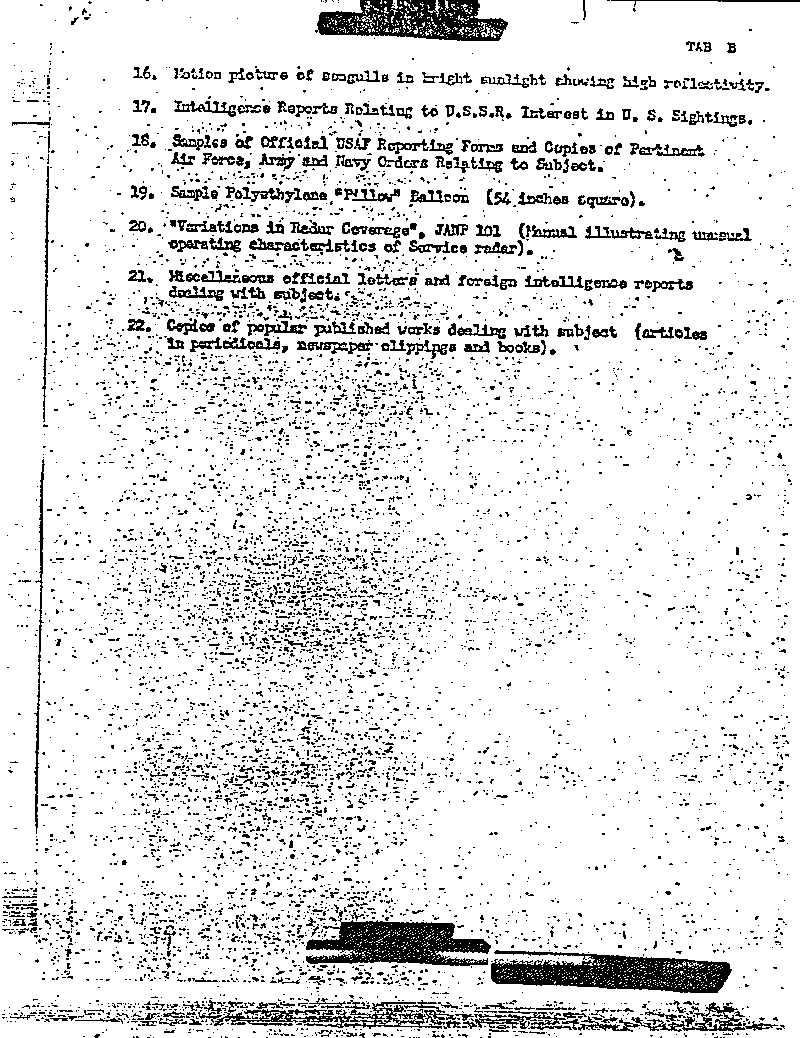 TAB B
16. Motion picture of seagulls in bright sunlight showing high reflectivity.
17. Intelligence Reports Relating to U.S.S.R. Interest in U. S. Sightings.
18. Samples of Official USAF Reporting Forms and Copies of Pertinent
Air Force, Army and Navy Orders Relating to Subject.
19. Sample Polyethylene "Pillow" Balloon (54 inches square).
20. "Variations in Radar Coverage", JANP 101 (Manual illustrating unusual
operating characteristics of Service radar).
21. Miscellaneous official letters and foreign intelligence reports
dealing with subject.
22. Copies of popular published works dealing with subject (articles
in periodicals, newspaper clippings and books).